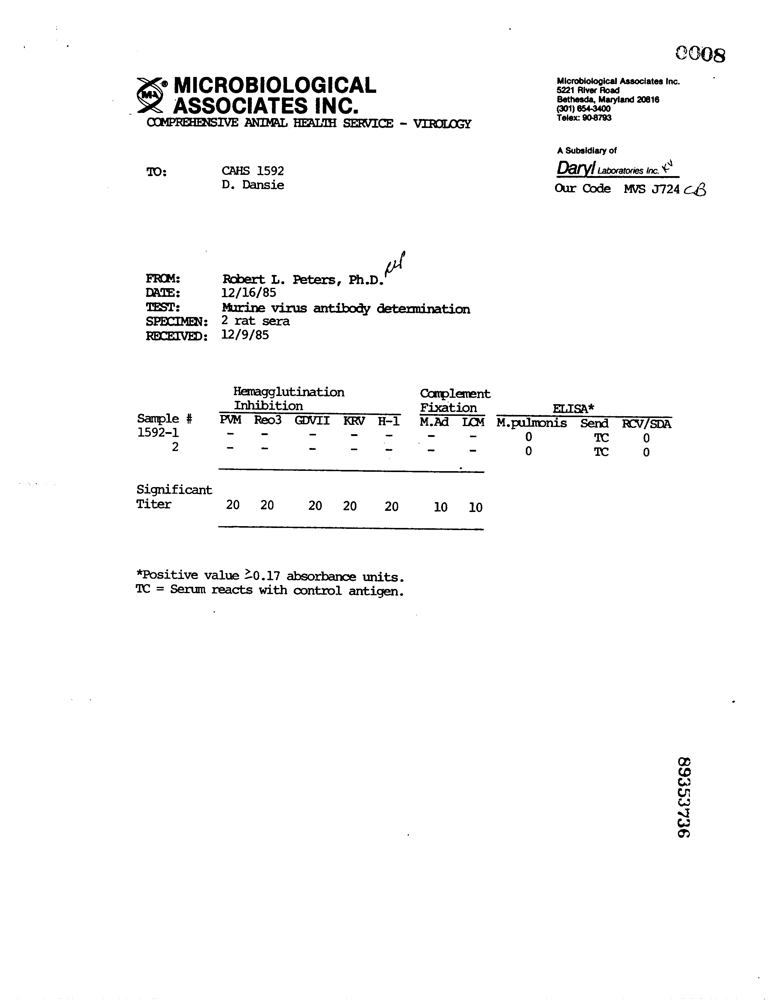 0008
MICROBIOLOGICAL
ASSOCIATES INC.
COMPREHENSIVE ANIMAL HEALTH SERVICE - VIROLOGY
Microbiological Associates Inc.
5221 River Road
Bethesda, Maryland 20816
(301) 654-3400
Telex: 90-8793
A Subsidiary of
Daryl Laboratories Inc.
Our Code MVS J724 CB
TO: CAHS 1592
D. Dansie
FROM: Robert L. Peters, Ph.D.
DATE: 12/16/85
TEST: Murine virus antibody determination
SPECIMEN: 2 rat sera
RECEIVED: 12/9/85
Hemagglutination Complement
Inhibition Fixation ELISA*
Sample # PVM Reo3 GDVII KRV H-1 M.Ad LCM M.pulmonis Send RCV/SDA
1592-1 - - - - - - - 0 TC 0
2 - - - - - - - 0 TC 0
Significant
Titer 20 20 20 20 20 10 10
*Positive value ≥0.17 absorbance units.
TC = Serum reacts with control antigen.
89353736